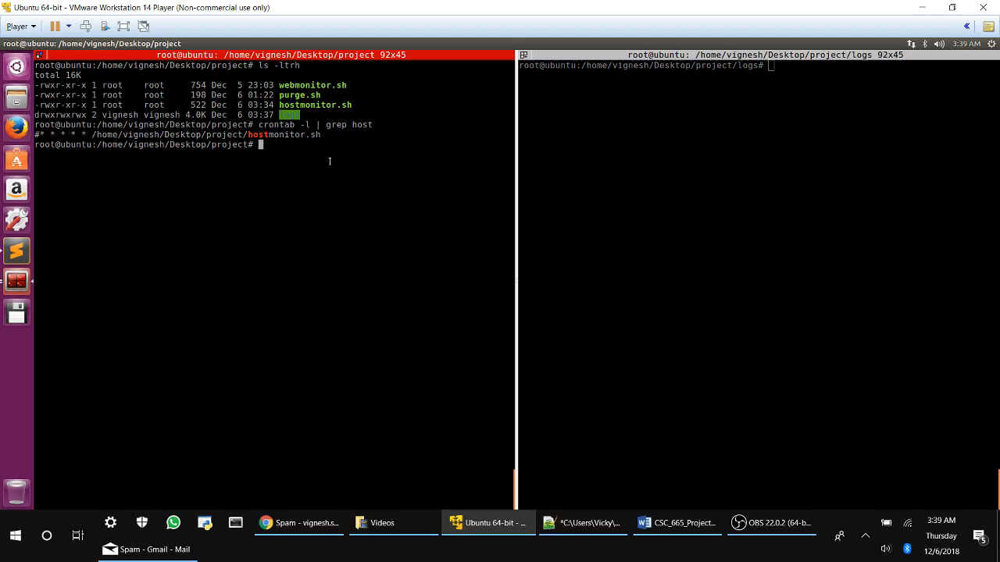 Ubuntu 64-bit - VMware Workstation 14 Player (Non-commercial use only)
Player
root@ubuntu: /home/vignesh/Desktop/project
3:39 AM
root@ubuntu: /home/vignesh/Desktop/project 92x45
root@ubuntu:/home/vignesh/Desktop/project# ls -ltrh
total 16K
-rwxr-xr-x 1 root    root     754 Dec  5 23:03 webmonitor.sh
-rwxr-xr-x 1 root    root     198 Dec  6 01:22 purge.sh
-rwxr-xr-x 1 root    root     522 Dec  6 03:34 hostmonitor.sh
drwxrwxrwx 2 vignesh vignesh 4.0K Dec  6 03:37 logs
root@ubuntu:/home/vignesh/Desktop/project# crontab -l | grep host
#* * * * * /home/vignesh/Desktop/project/hostmonitor.sh
root@ubuntu:/home/vignesh/Desktop/project#
root@ubuntu: /home/vignesh/Desktop/project/logs 92x45
root@ubuntu:/home/vignesh/Desktop/project/logs#
Spam - vignesh.s...
Videos
Ubuntu 64-bit - ...
*C:\Users\Vicky\...
CSC_665_Project...
OBS 22.0.2 (64-b...
3:39 AM
Thursday
12/6/2018
5
Spam - Gmail - Mail